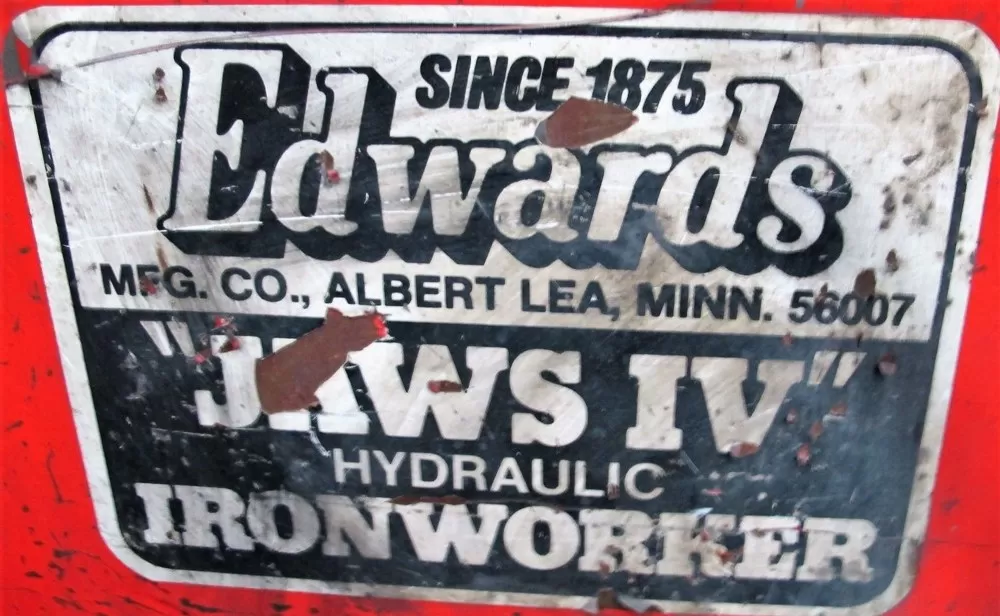 SINCE 1875
Edwards
MFG. CO., ALBERT LEA, MINN. 56007
"JAWS IV"
HYDRAULIC
IRONWORKER